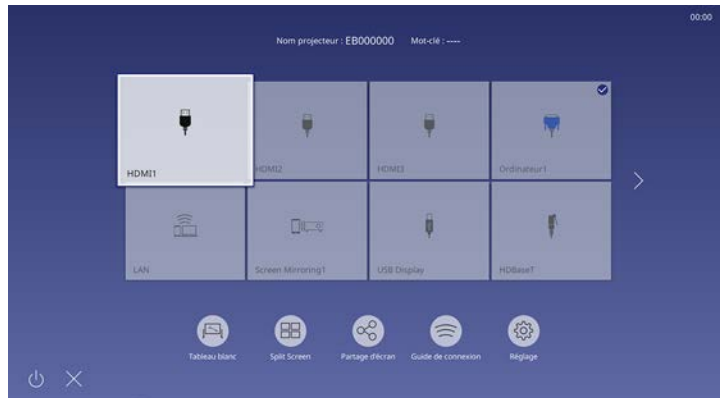 00:00
Nom projecteur : EB000000 Mot-clé : ----
HDMI1 HDMI2 HDMI3 Ordinateur1
LAN Screen Mirroring1 USB Display HDBaseT
Tableau blanc Split Screen Partage d'écran Guide de connexion Réglage